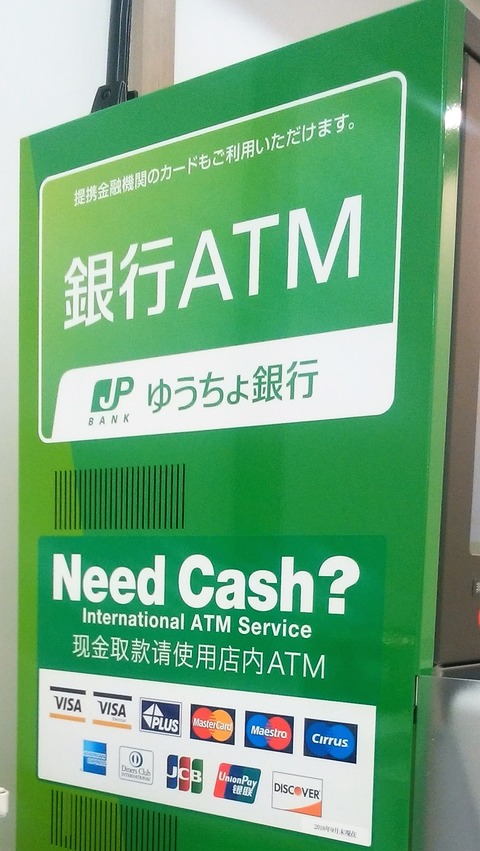 提携金融機関のカードもご利用いただけます。
銀行ATM
JP
BANK
ゆうちょ銀行
Need Cash?
International ATM Service
现金取款请使用店内ATM
VISA
VISA
PLUS
MasterCard
Maestro
Cirrus
Diners Club
INTERNATIONAL
JCB
UnionPay
银联
DISCOVER